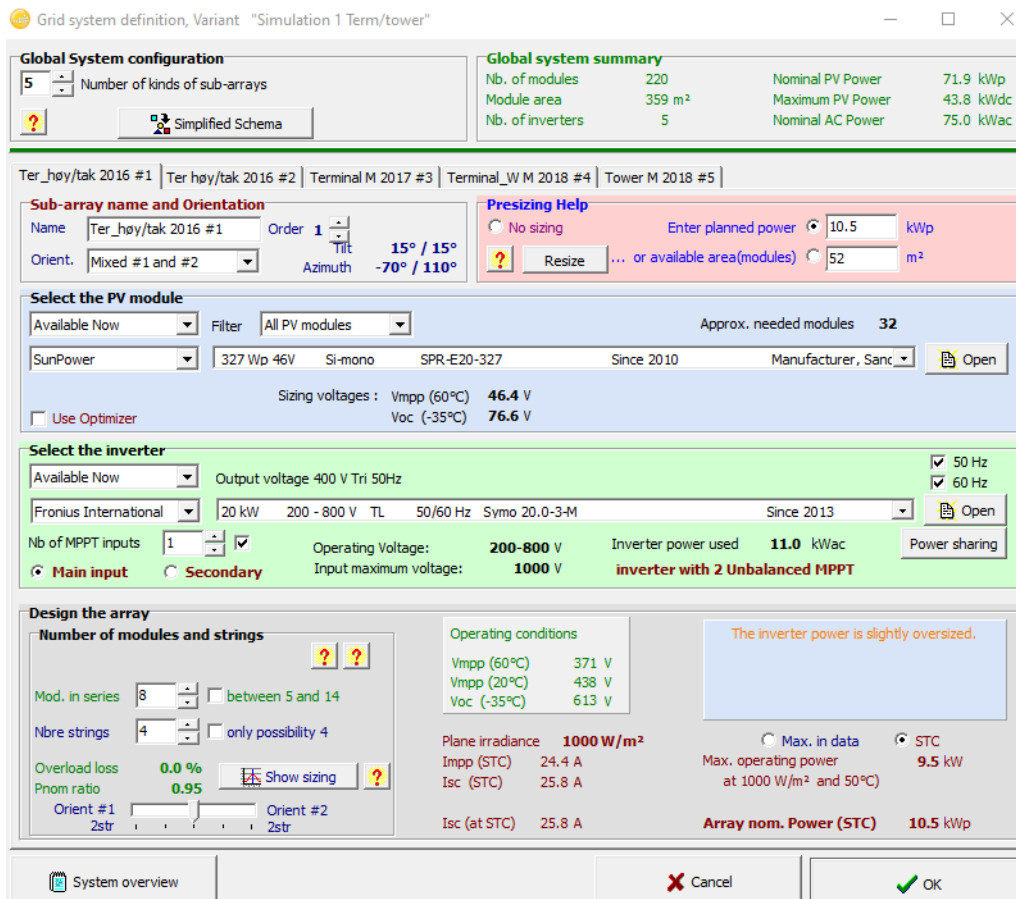 Grid system definition, Variant "Simulation 1 Term/tower"
Global System configuration
5 Number of kinds of sub-arrays
? Simplified Schema
Global system summary
Nb. of modules 220 Nominal PV Power 71.9 kWp
Module area 359 m² Maximum PV Power 43.8 kWdc
Nb. of inverters 5 Nominal AC Power 75.0 kWac
Ter_høy/tak 2016 #1 Ter høy/tak 2016 #2 Terminal M 2017 #3 Terminal_W M 2018 #4 Tower M 2018 #5
Sub-array name and Orientation
Name Ter_høy/tak 2016 #1 Order 1
Orient. Mixed #1 and #2 Tilt 15° / 15°
Azimuth -70° / 110°
Presizing Help
No sizing Enter planned power 10.5 kWp
? Resize ... or available area(modules) 52 m²
Select the PV module
Available Now Filter All PV modules Approx. needed modules 32
SunPower 327 Wp 46V Si-mono SPR-E20-327 Since 2010 Manufacturer, Sanc Open
Sizing voltages : Vmpp (60°C) 46.4 V
Use Optimizer Voc (-35°C) 76.6 V
Select the inverter
Available Now Output voltage 400 V Tri 50Hz 50 Hz
60 Hz
Fronius International 20 kW 200 - 800 V TL 50/60 Hz Symo 20.0-3-M Since 2013 Open
Nb of MPPT inputs 1 Operating Voltage: 200-800 V Inverter power used 11.0 kWac Power sharing
Main input Secondary Input maximum voltage: 1000 V inverter with 2 Unbalanced MPPT
Design the array
Number of modules and strings
? ?
Mod. in series 8 between 5 and 14
Nbre strings 4 only possibility 4
Overload loss 0.0 %
Pnom ratio 0.95 Show sizing ?
Orient #1 Orient #2
2str 2str
Operating conditions
Vmpp (60°C) 371 V
Vmpp (20°C) 438 V
Voc (-35°C) 613 V
Plane irradiance 1000 W/m²
Impp (STC) 24.4 A
Isc (STC) 25.8 A
Isc (at STC) 25.8 A
The inverter power is slightly oversized.
Max. in data STC
Max. operating power 9.5 kW
at 1000 W/m² and 50°C)
Array nom. Power (STC) 10.5 kWp
System overview Cancel OK